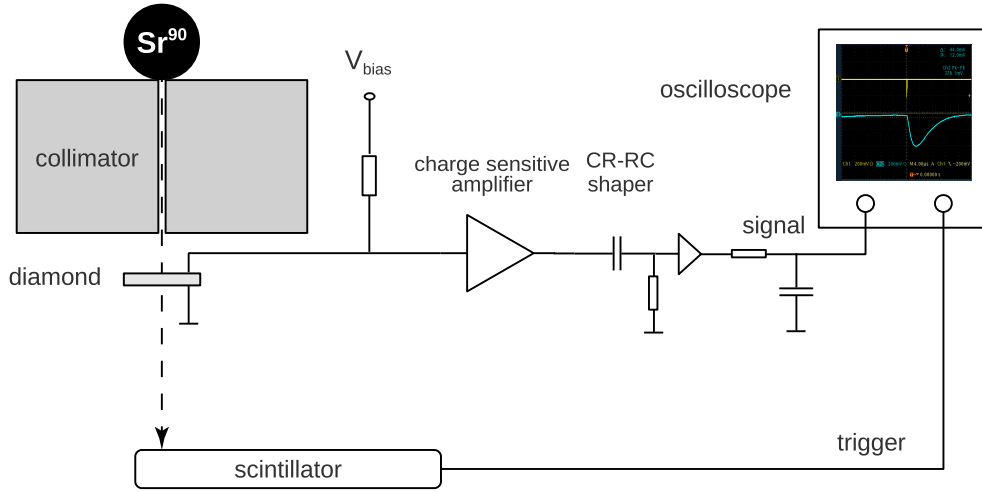 Sr90
Vbias
oscilloscope
collimator
charge sensitive
amplifier
CR-RC
shaper
signal
diamond
trigger
scintillator